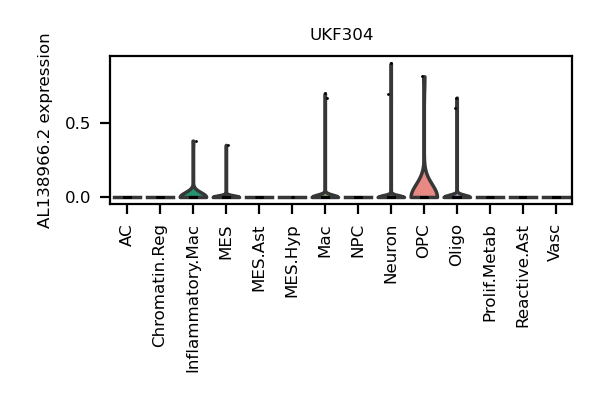 UKF304
AL138966.2 expression
0.5
0.0
AC
Chromatin.Reg
Inflammatory.Mac
MES
MES.Ast
MES.Hyp
Mac
NPC
Neuron
OPC
Oligo
Prolif.Metab
Reactive.Ast
Vasc